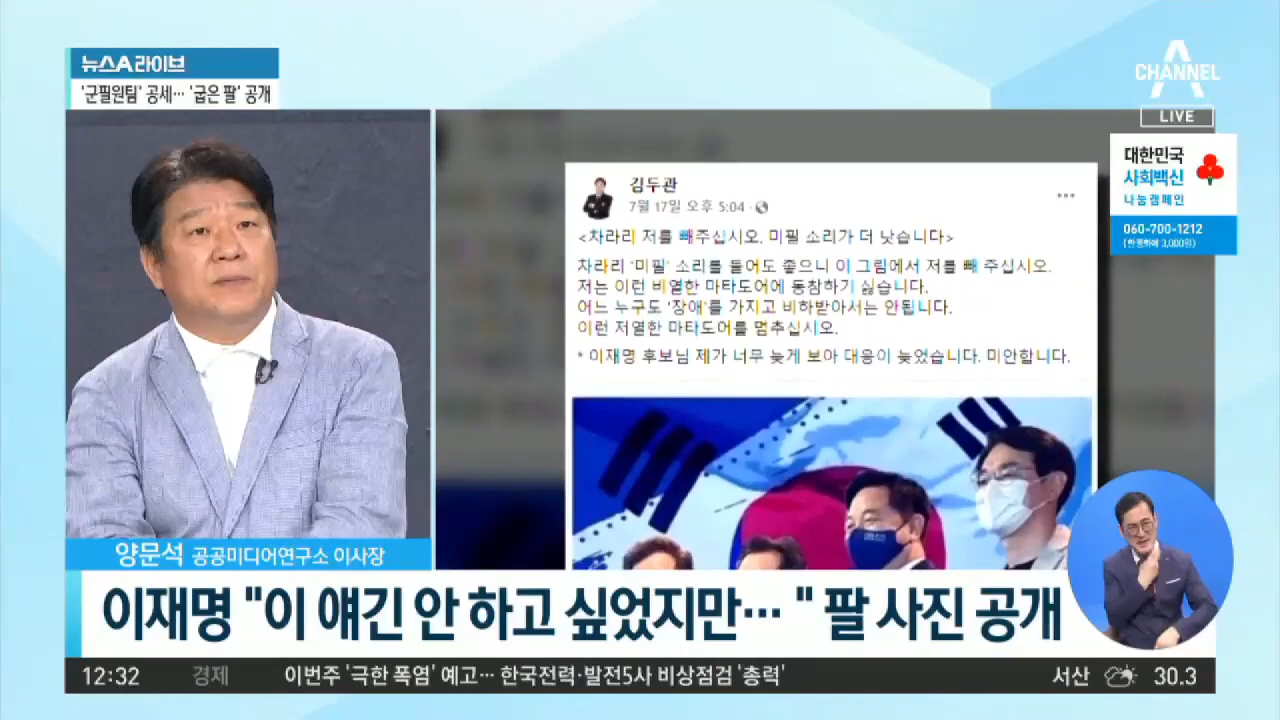 뉴스A 라이브
'군필원팀' 공세… '굽은 팔' 공개
CHANNEL A
LIVE
대한민국
사회백신
나눔캠페인
060-700-1212
(한 통화에 3,000원)
김두관
7월 17일 오후 5:04
<차라리 저를 빼주십시오. 미필 소리가 더 낫습니다>
차라리 '미필' 소리를 들어도 좋으니 이 그림에서 저를 빼 주십시오.
저는 이런 비열한 마타도어에 동참하기 싫습니다.
어느 누구도 '장애'를 가지고 비하받아서는 안됩니다.
이런 저열한 마타도어를 멈추십시오.
* 이재명 후보님 제가 너무 늦게 보아 대응이 늦었습니다. 미안합니다.
양문석 공공미디어연구소 이사장
이재명 "이 얘긴 안 하고 싶었지만… " 팔 사진 공개
12:32 경제 이번주 '극한 폭염' 예고… 한국전력·발전5사 비상점검 '총력' 서산 30.3